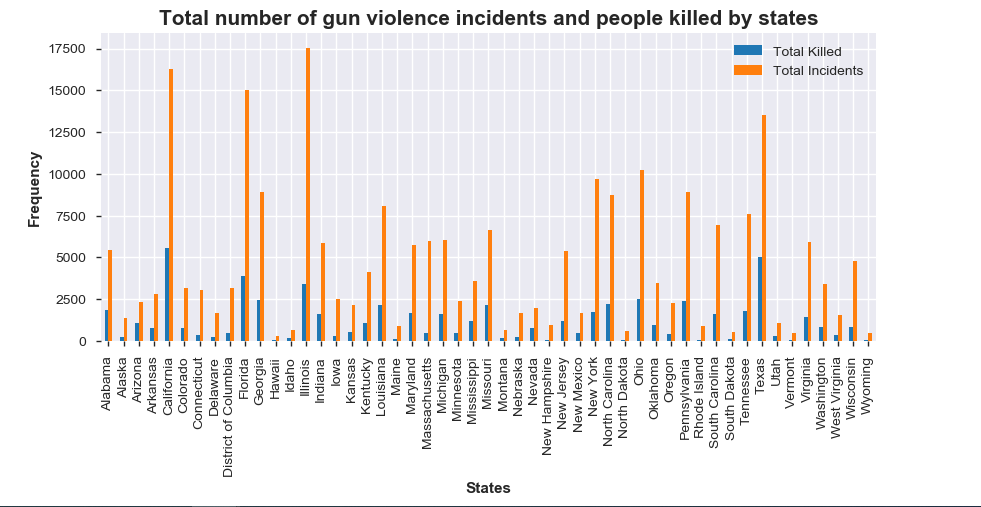 Total number of gun violence incidents and people killed by states
Total Killed
Total Incidents
17500
15000
12500
10000
7500
5000
2500
0
Frequency
Alabama
Alaska
Arizona
Arkansas
California
Colorado
Connecticut
Delaware
District of Columbia
Florida
Georgia
Hawaii
Idaho
Illinois
Indiana
Iowa
Kansas
Kentucky
Louisiana
Maine
Maryland
Massachusetts
Michigan
Minnesota
Mississippi
Missouri
Montana
Nebraska
Nevada
New Hampshire
New Jersey
New Mexico
New York
North Carolina
North Dakota
Ohio
Oklahoma
Oregon
Pennsylvania
Rhode Island
South Carolina
South Dakota
Tennessee
Texas
Utah
Vermont
Virginia
Washington
West Virginia
Wisconsin
Wyoming
States